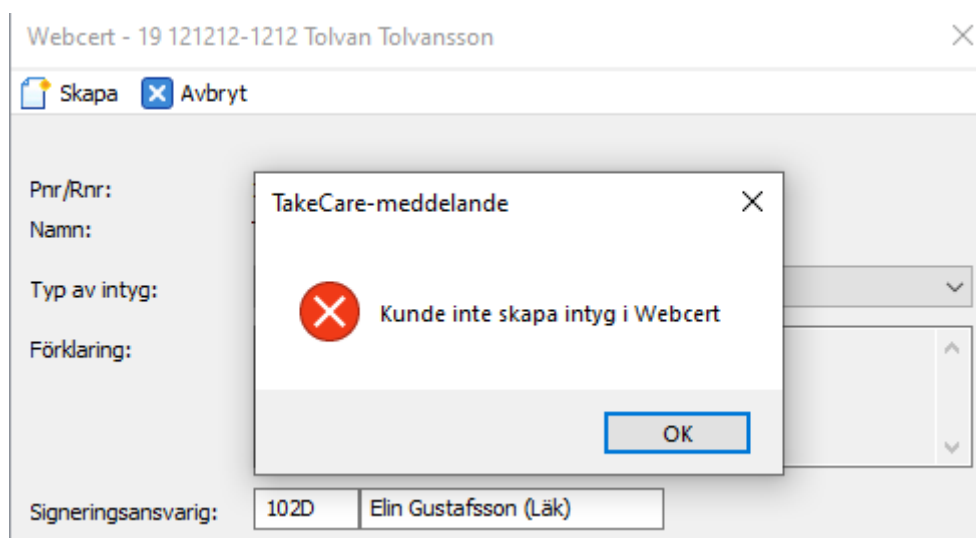 Webcert - 19 121212-1212 Tolvan Tolvansson
Skapa Avbryt
Pnr/Rnr:
Namn:
TakeCare-meddelande
Typ av intyg:
Kunde inte skapa intyg i Webcert
Förklaring:
OK
Signeringsansvarig: 102D Elin Gustafsson (Läk)